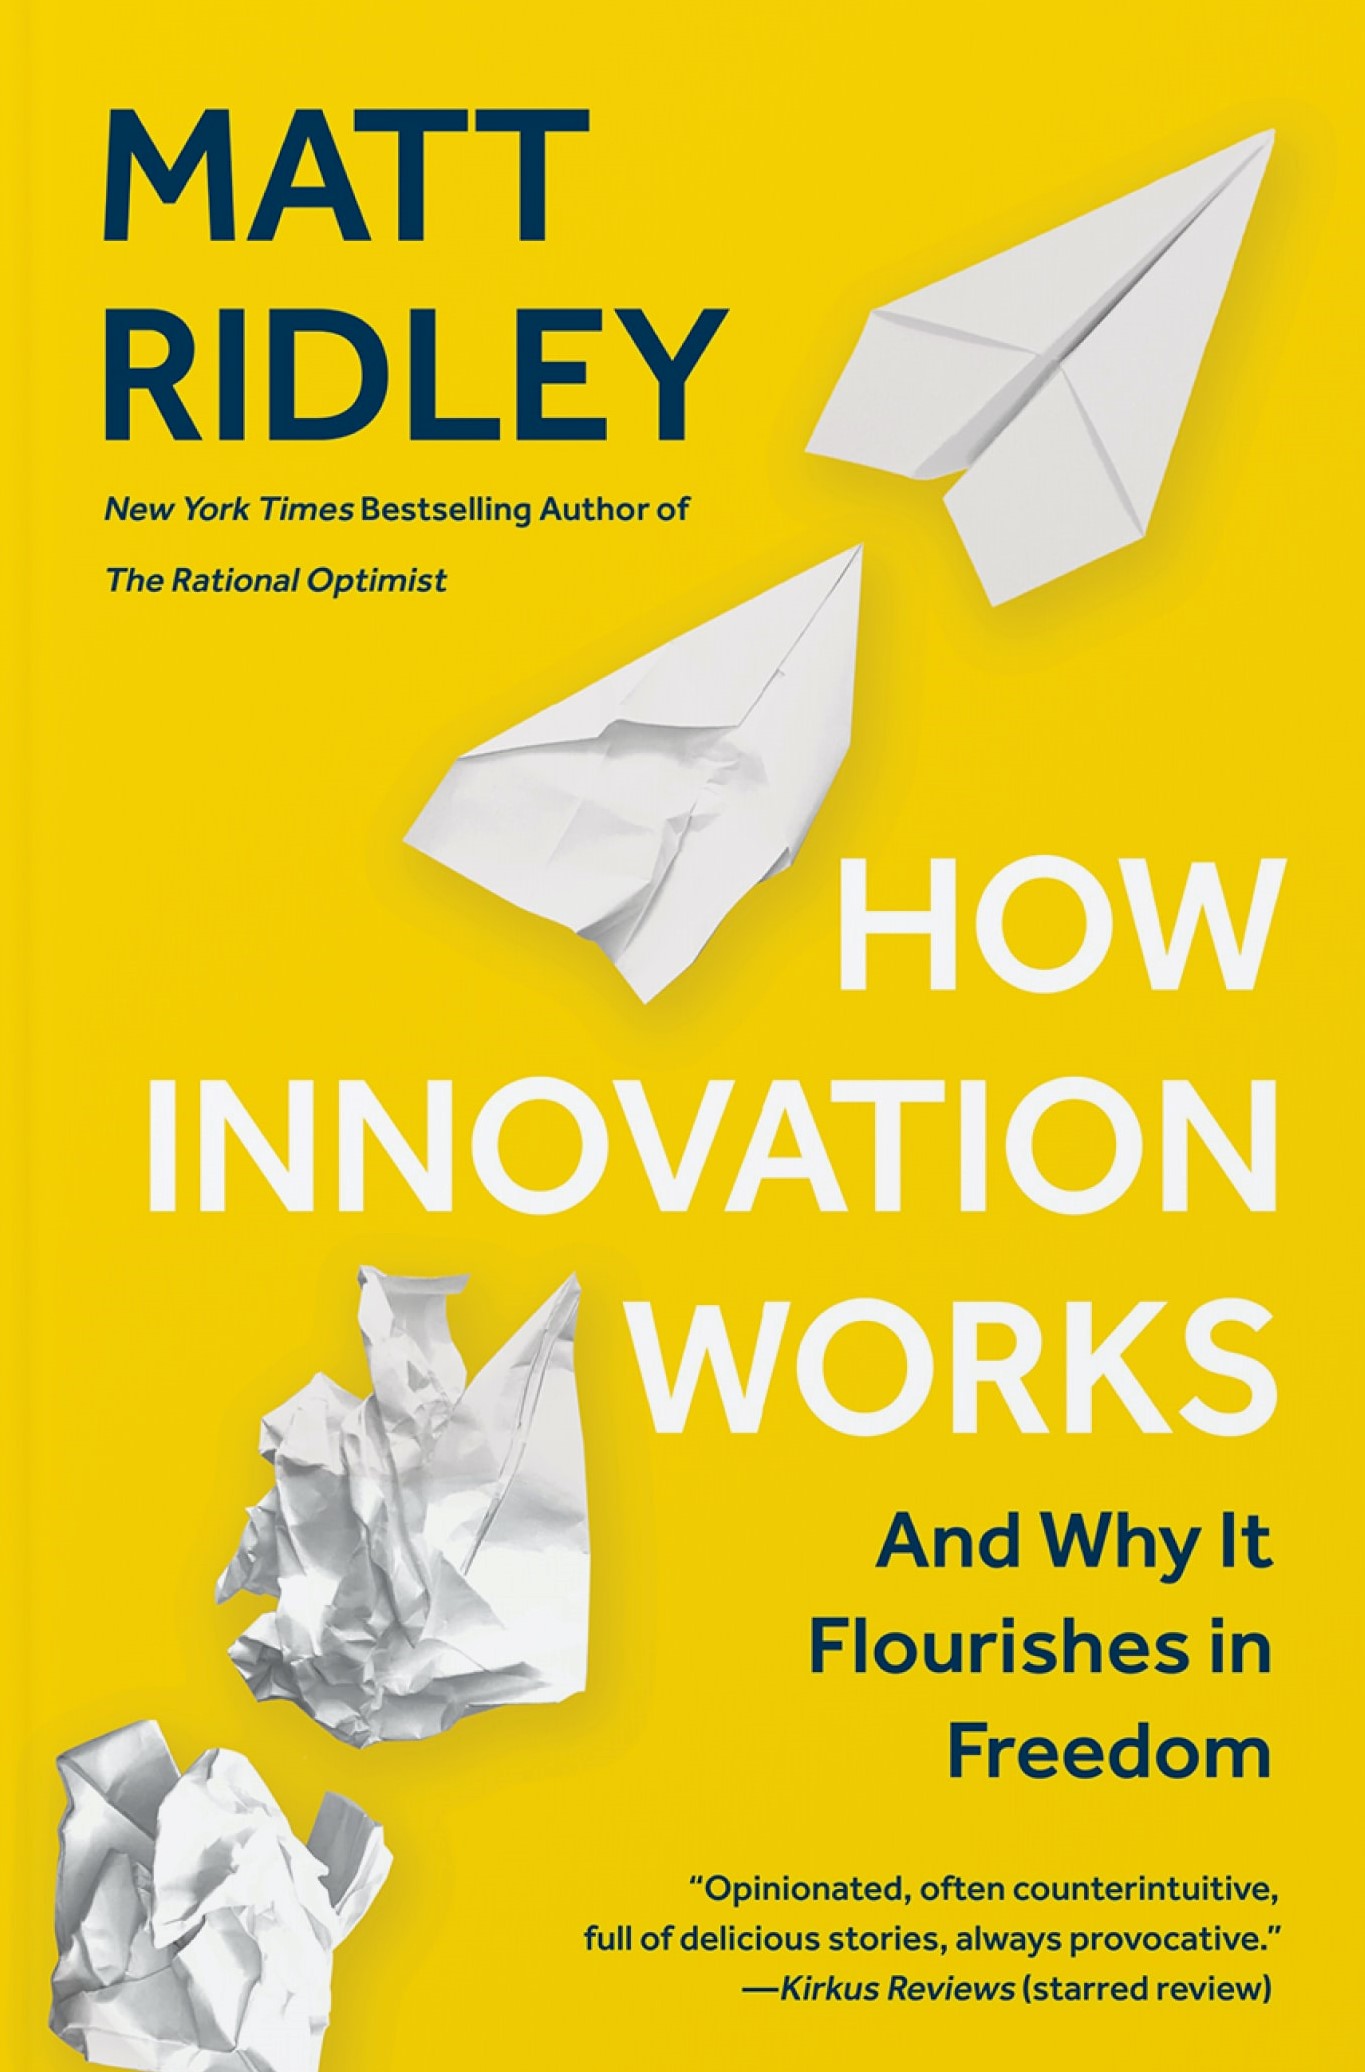 MATT
RIDLEY
New York Times Bestselling Author of
The Rational Optimist
HOW
INNOVATION
WORKS
And Why It
Flourishes in
Freedom
“Opinionated, often counterintuitive,
full of delicious stories, always provocative.”
—Kirkus Reviews (starred review)